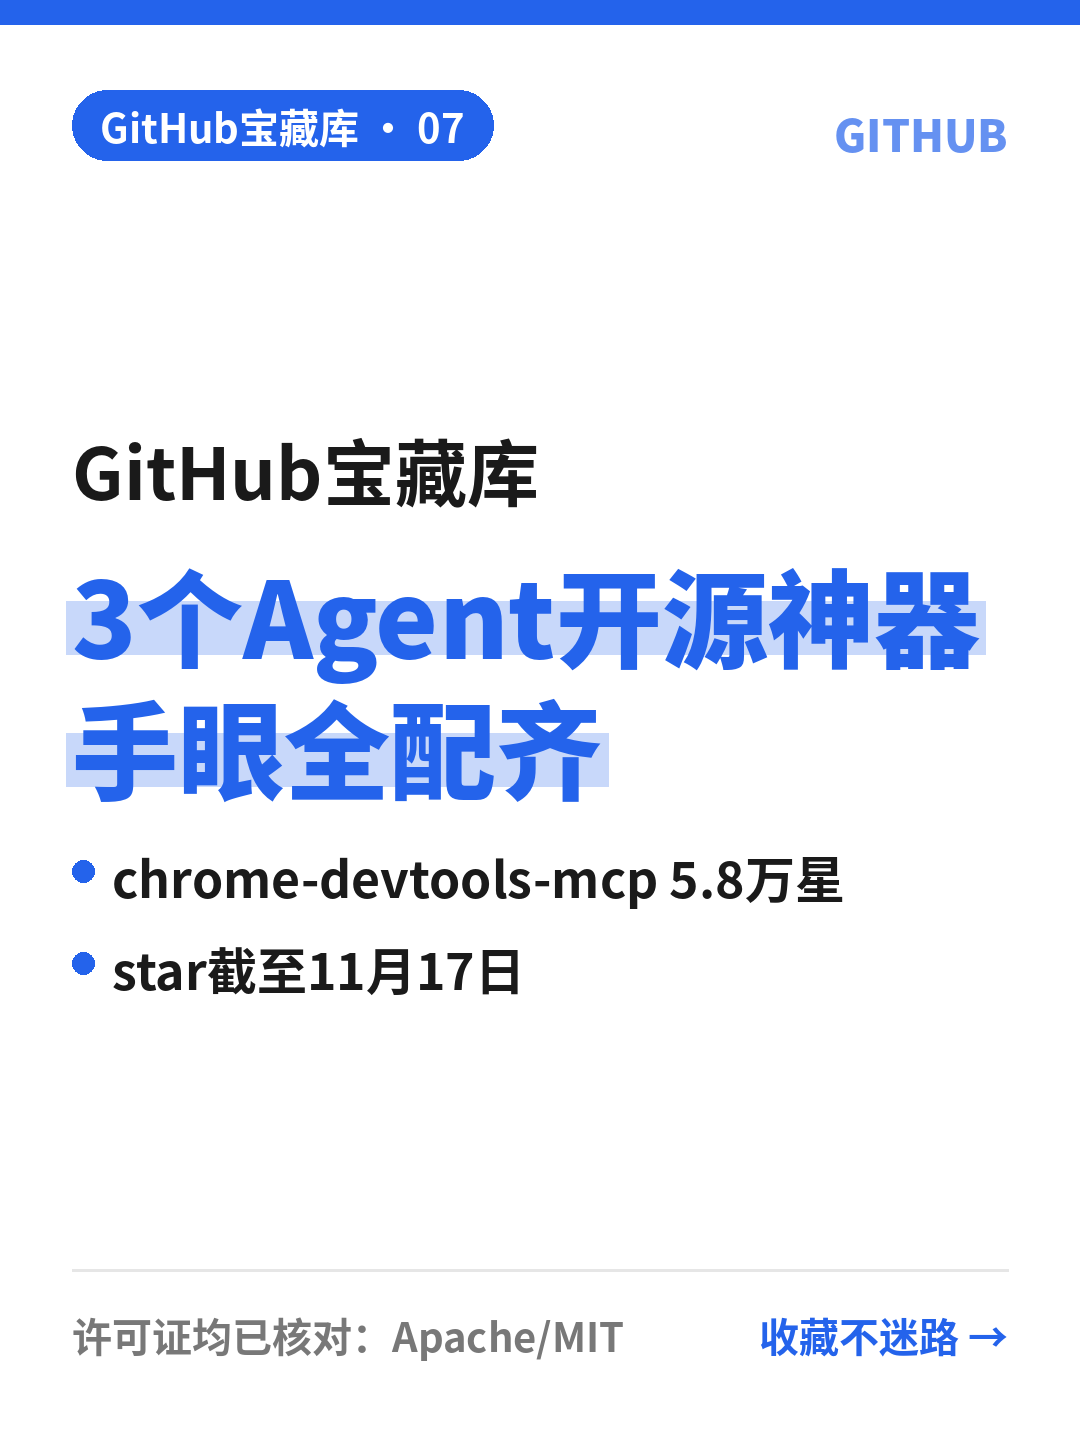 GitHub宝藏库 · 07
GITHUB
GitHub宝藏库
3个Agent开源神器
手眼全配齐
chrome-devtools-mcp 5.8万星
star截至11月17日
许可证均已核对：Apache/MIT
收藏不迷路 →